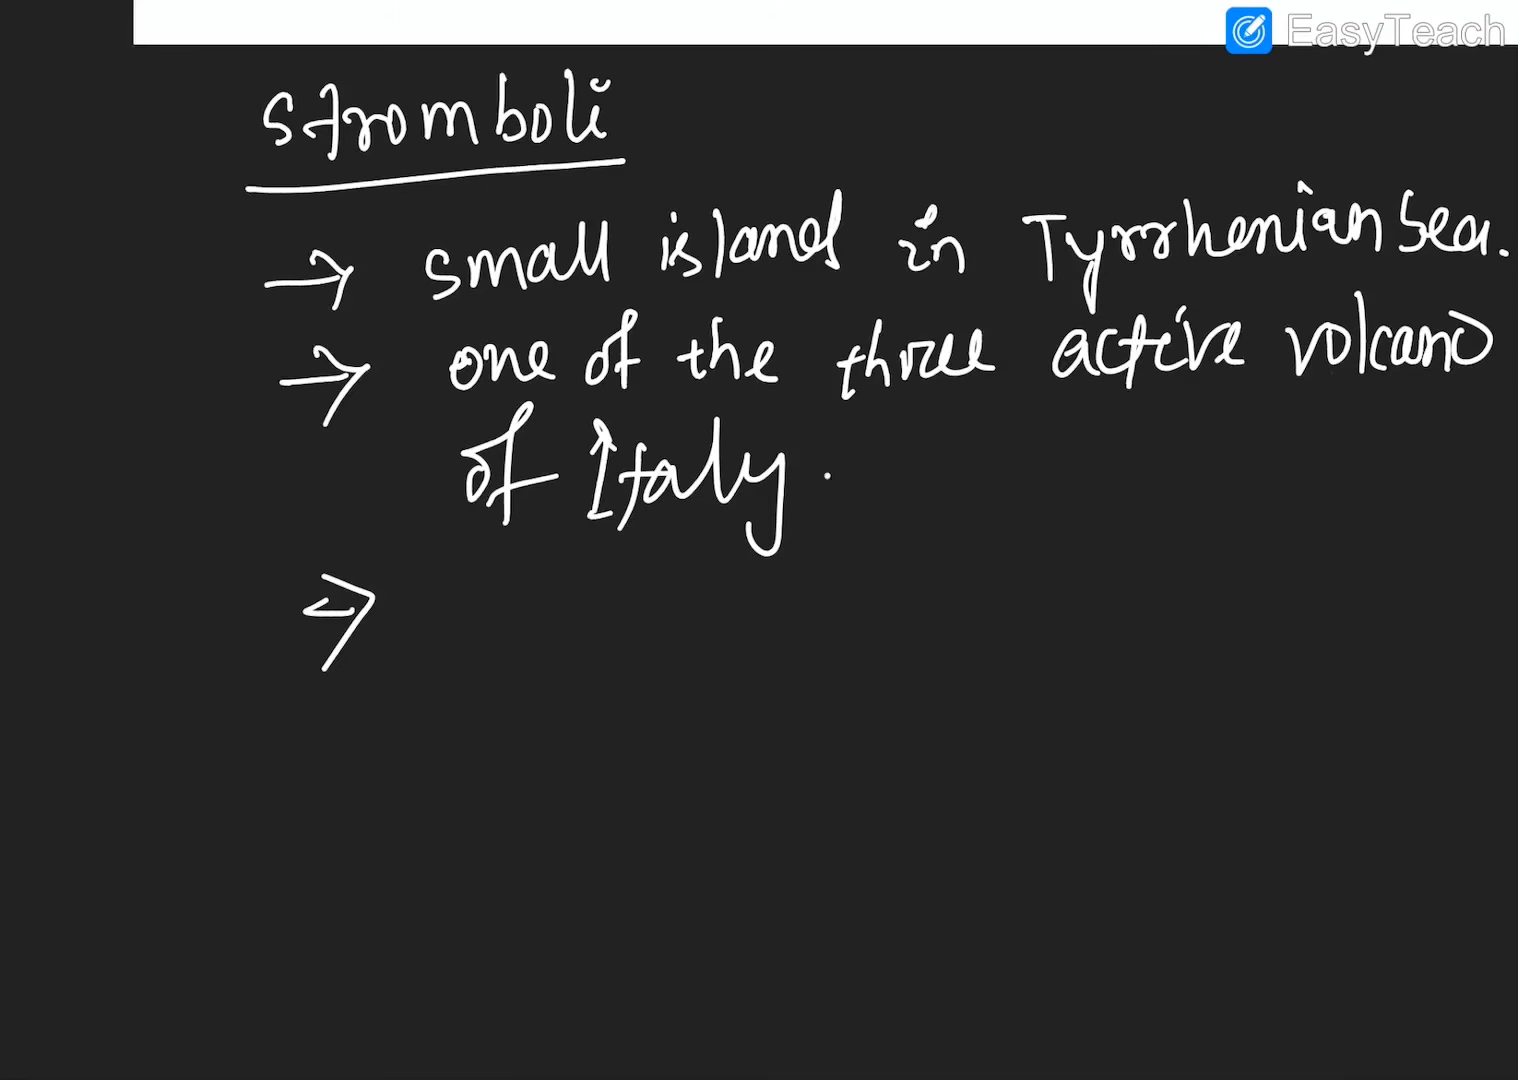 EasyTeach
Stromboli
→ small island in Tyrrhenian Sea.
→ one of the three active volcano
of Italy.
→